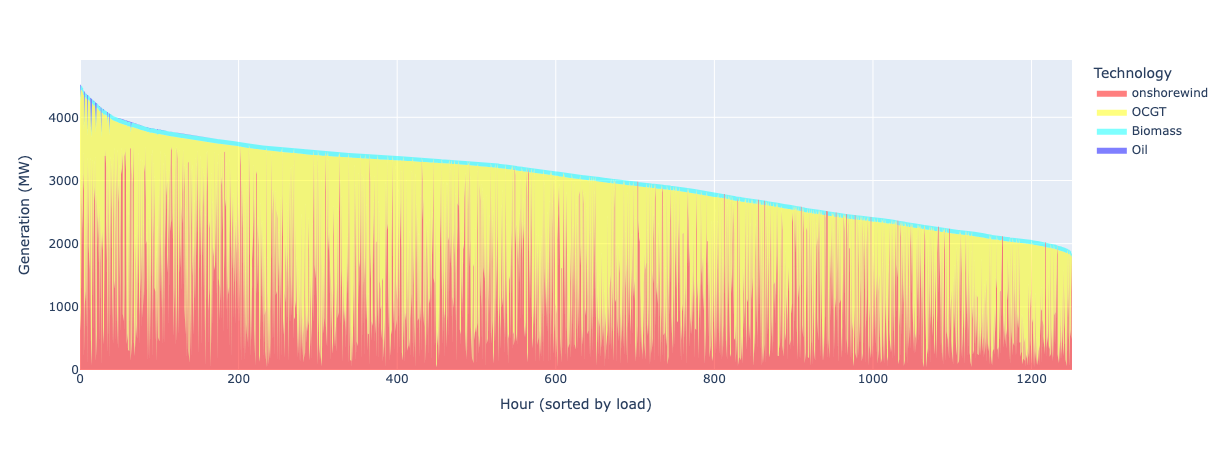 Technology
onshorewind
OCGT
Biomass
Oil
Generation (MW)
4000
3000
2000
1000
0
0 200 400 600 800 1000 1200
Hour (sorted by load)